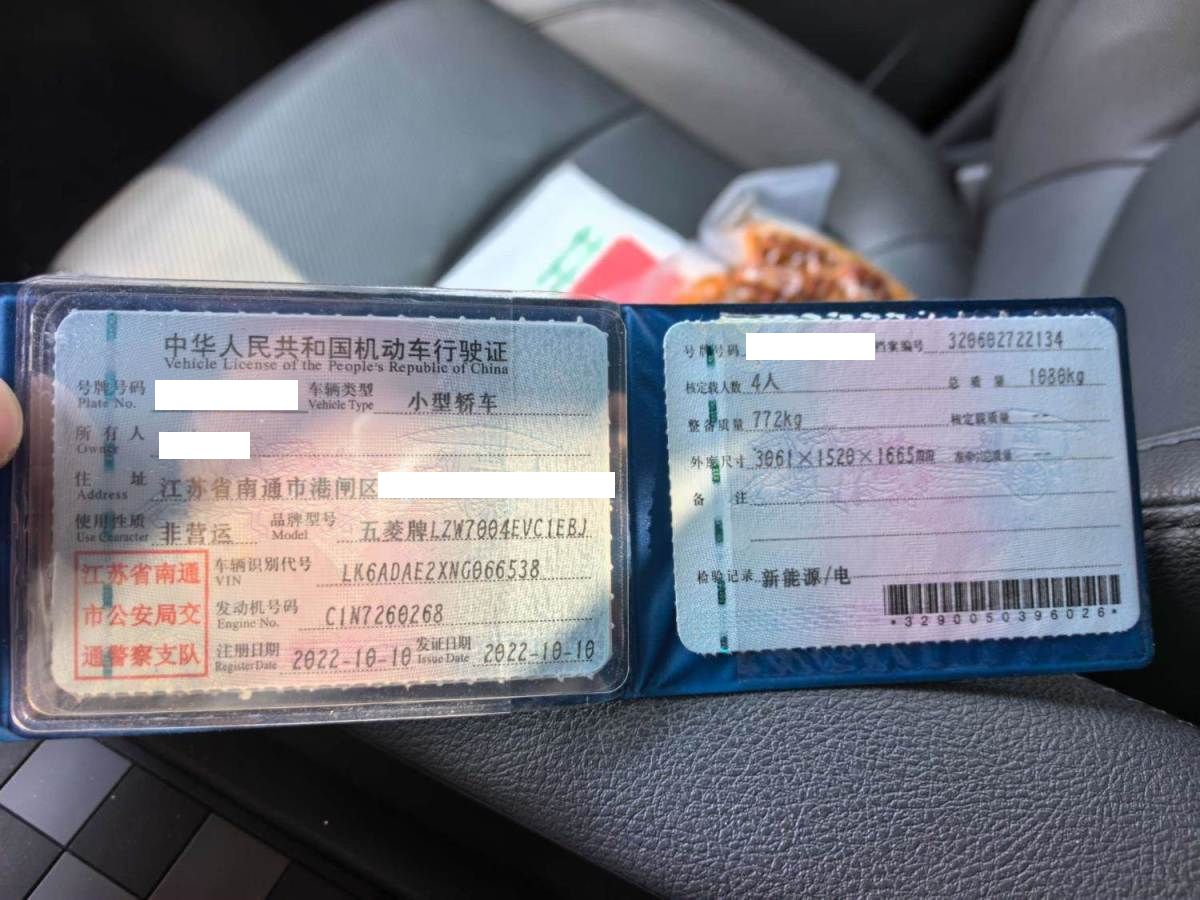 中华人民共和国机动车行驶证
Vehicle License of the People's Republic of China
号牌号码 车辆类型 小型轿车
Plate No. Vehicle Type
所有人
Owner
住址 江苏省南通市港闸区
Address
使用性质 非营运 品牌型号 五菱牌LZW7004EVC1EBJ
Use Character Model
江苏省南通
市公安局交
通警察支队
车辆识别代号 LK6ADAE2XNG066538
VIN
发动机号码 C1N7260268
Engine No.
注册日期 2022-10-10 发证日期 2022-10-10
Register Date Issue Date
号牌号码 档案编号 320602722134
核定载人数 4人 总质量 1080kg
整备质量 772kg 核定载质量 --
外廓尺寸 3061×1520×1665mm 准牵引总质量 --
备注
检验记录 新能源/电
*3290050396026*